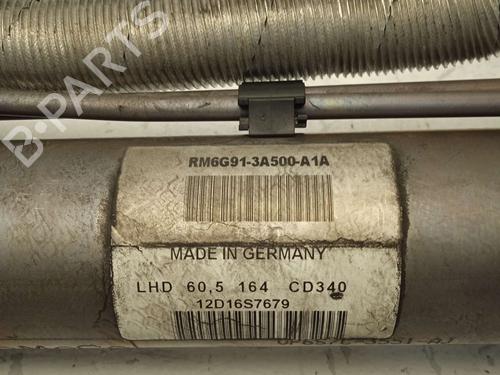 RM6G91-3A500-A1A
MADE IN GERMANY
LHD 60,5 164 CD340
12D16S7679
B-PARTS